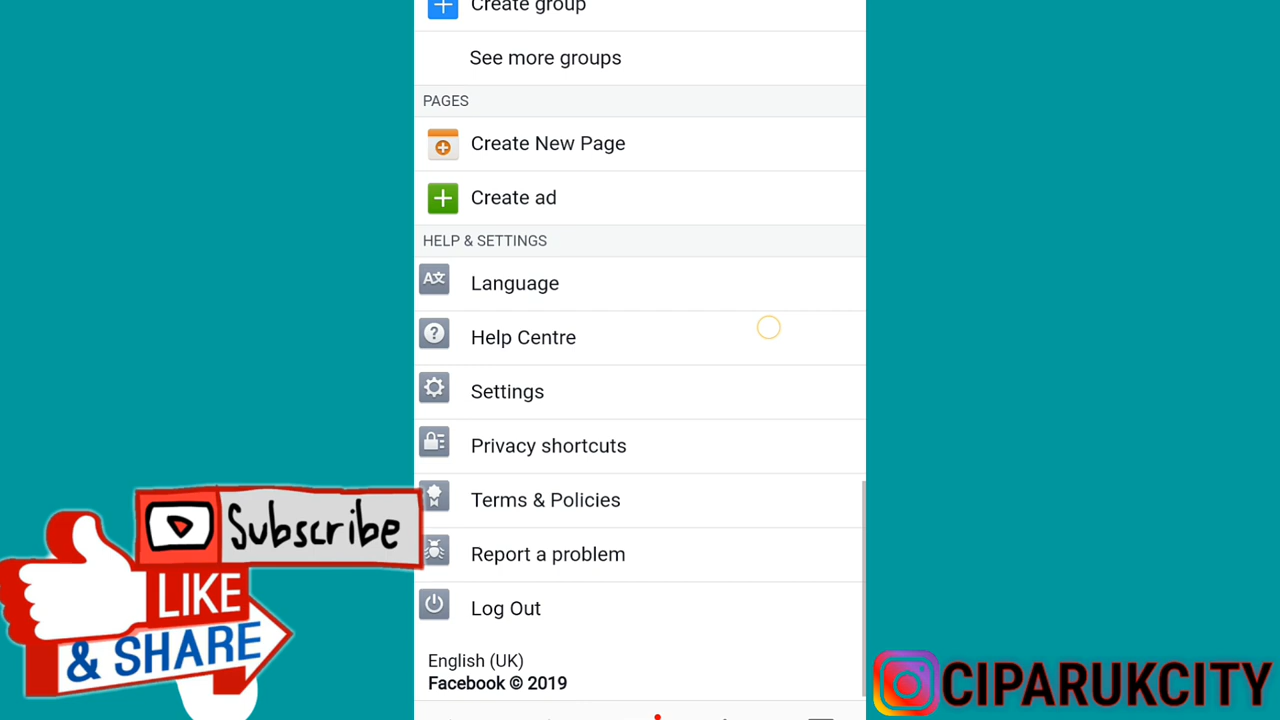 Create group
See more groups
PAGES
Create New Page
Create ad
HELP & SETTINGS
Language
Help Centre
Settings
Privacy shortcuts
Terms & Policies
Report a problem
Log Out
English (UK)
Facebook © 2019
Subscribe
LIKE
& SHARE
CIPARUKCITY